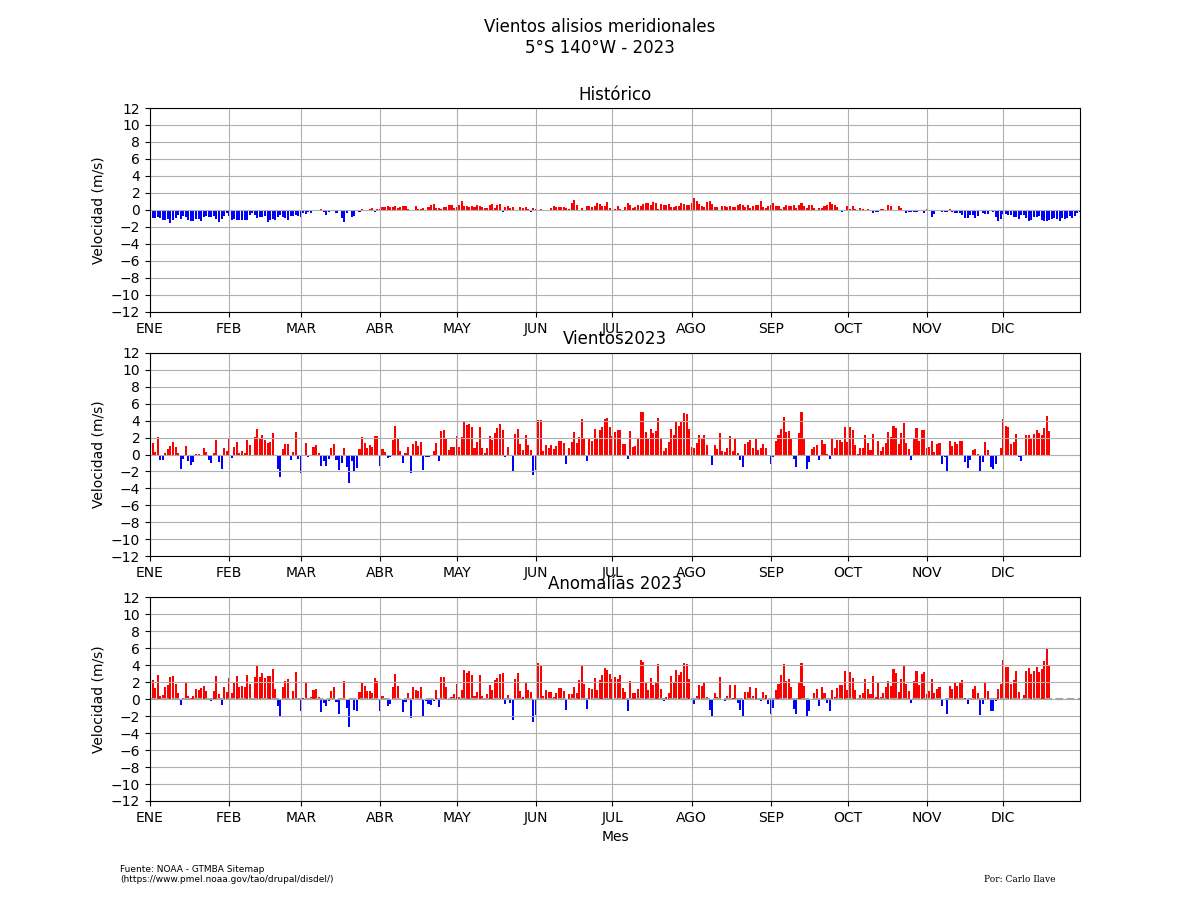 Vientos alisios meridionales
5°S 140°W - 2023
Histórico
12
10
8
6
4
2
0
−2
−4
−6
−8
−10
−12
Velocidad (m/s)
ENE FEB MAR ABR MAY JUN JUL AGO SEP OCT NOV DIC
Vientos2023
12
10
8
6
4
2
0
−2
−4
−6
−8
−10
−12
Velocidad (m/s)
ENE FEB MAR ABR MAY JUN JUL AGO SEP OCT NOV DIC
Anomalías 2023
12
10
8
6
4
2
0
−2
−4
−6
−8
−10
−12
Velocidad (m/s)
ENE FEB MAR ABR MAY JUN JUL AGO SEP OCT NOV DIC
Mes
Fuente: NOAA - GTMBA Sitemap
(https://www.pmel.noaa.gov/tao/drupal/disdel/)
Por: Carlo Ilave